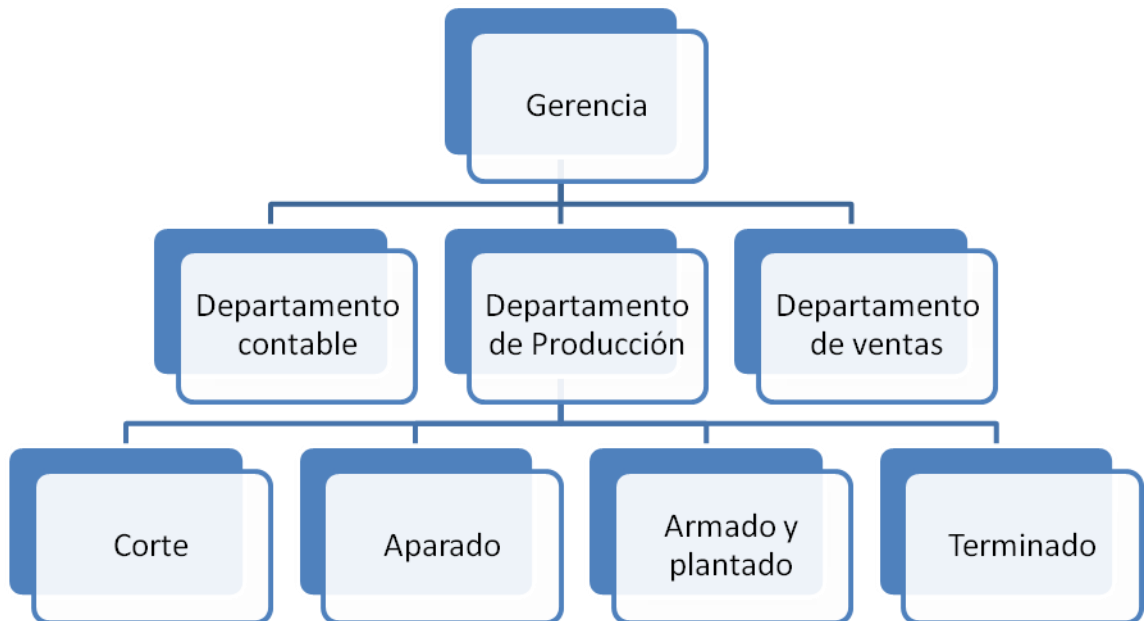 Gerencia
Departamento
contable
Departamento
de Producción
Departamento
de ventas
Corte
Aparado
Armado y
plantado
Terminado